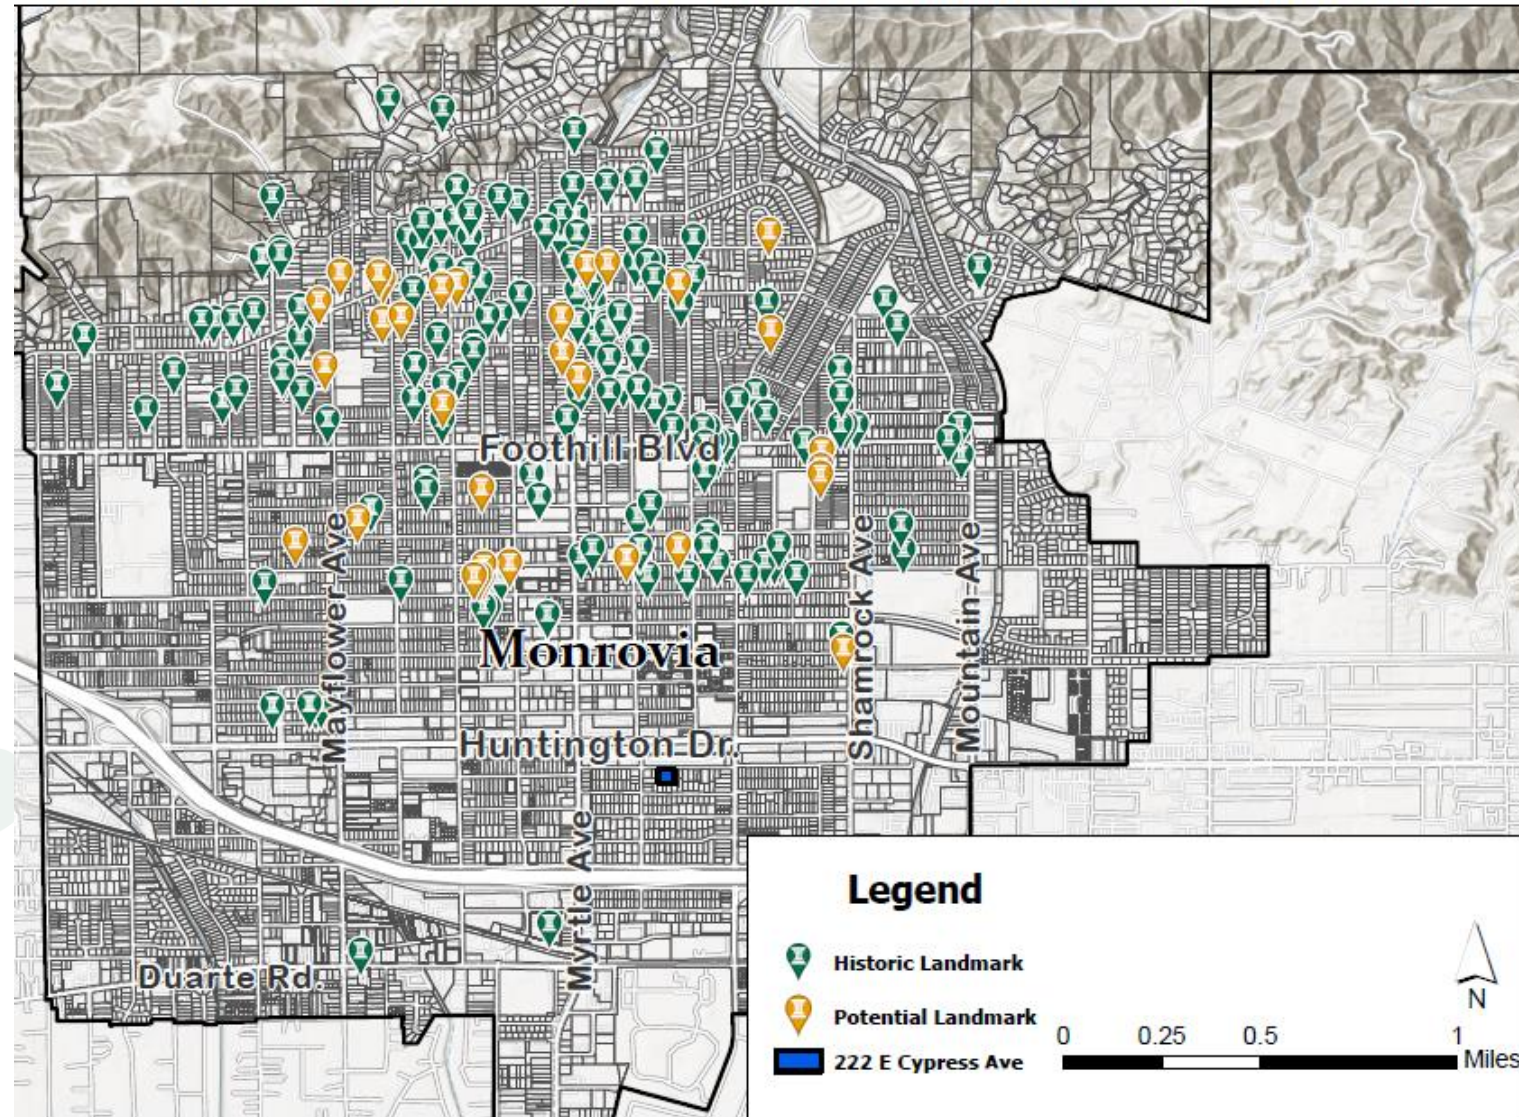 Foothill Blvd
Mayflower Ave
Shamrock Ave
Mountain Ave
Monrovia
Huntington Dr.
Myrtle Ave
Duarte Rd.
Legend
Historic Landmark
Potential Landmark
222 E Cypress Ave
N
0 0.25 0.5 1
Miles